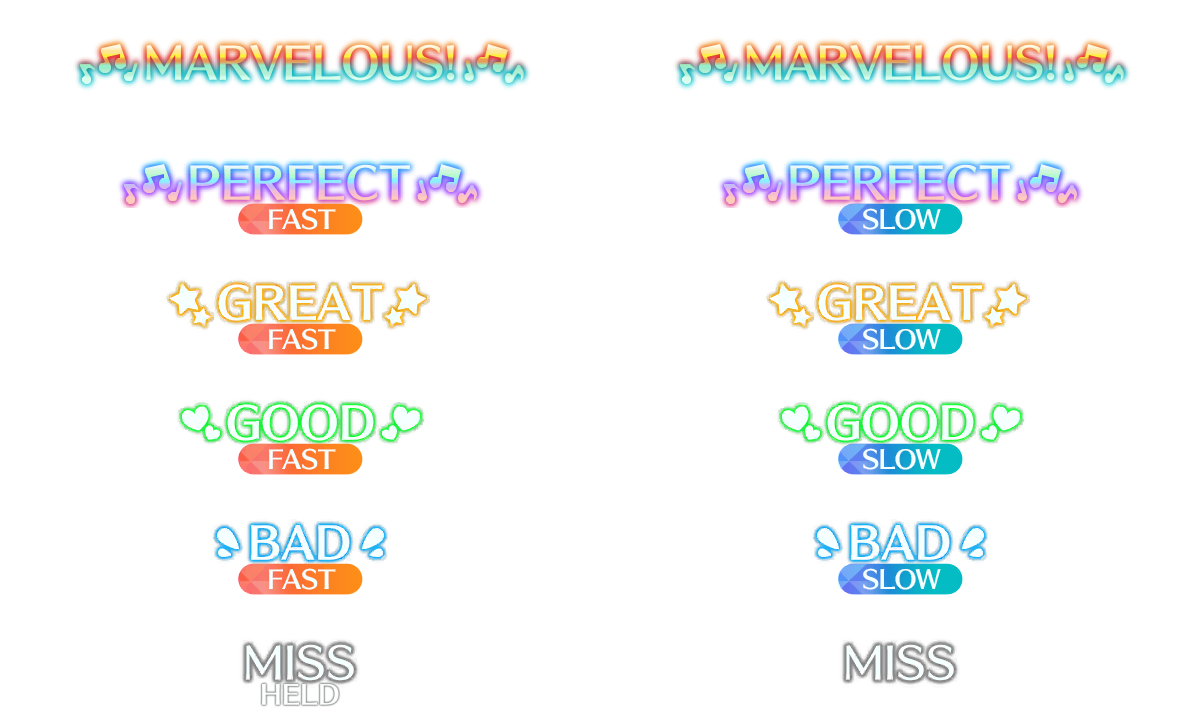 MARVELOUS! MARVELOUS!
PERFECT PERFECT
FAST SLOW
GREAT GREAT
FAST SLOW
GOOD GOOD
FAST SLOW
BAD BAD
FAST SLOW
MISS MISS
HELD